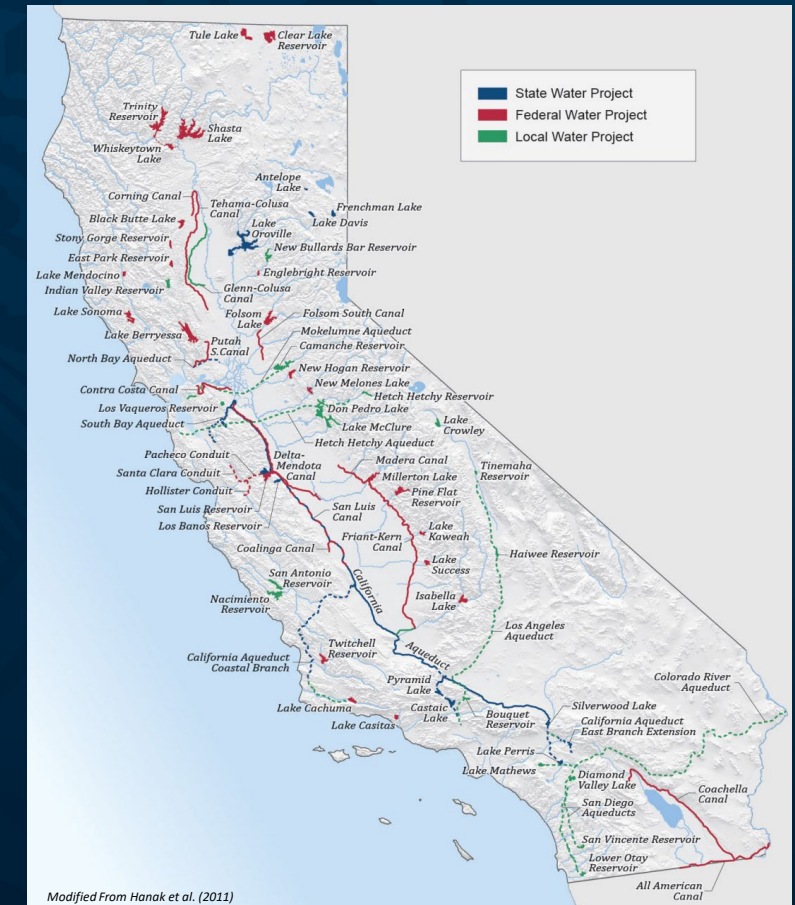 Tule Lake
Clear Lake
Reservoir
State Water Project
Federal Water Project
Local Water Project
Trinity
Reservoir
Shasta
Lake
Whiskeytown
Lake
Antelope
Lake
Corning Canal
Tehama-Colusa
Canal
Frenchman Lake
Lake Davis
Black Butte Lake
Lake
Oroville
Stony Gorge Reservoir
New Bullards Bar Reservoir
East Park Reservoir
Lake Mendocino
Englebright Reservoir
Indian Valley Reservoir
Glenn-Colusa
Canal
Lake Sonoma
Folsom
Lake
Folsom South Canal
Mokelumne Aqueduct
Lake Berryessa
Putah
S.Canal
Camanche Reservoir
North Bay Aqueduct
New Hogan Reservoir
New Melones Lake
Contra Costa Canal
Hetch Hetchy Reservoir
Los Vaqueros Reservoir
Don Pedro Lake
South Bay Aqueduct
Lake McClure
Lake
Crowley
Hetch Hetchy Aqueduct
Pacheco Conduit
Delta-
Mendota
Canal
Madera Canal
Tinemaha
Reservoir
Santa Clara Conduit
Millerton Lake
Hollister Conduit
Pine Flat
Reservoir
San Luis Reservoir
San Luis
Canal
Los Banos Reservoir
Lake
Kaweah
Friant-Kern
Canal
Coalinga Canal
Haiwee Reservoir
Lake
Success
San Antonio
Reservoir
California
Aqueduct
Isabella
Lake
Nacimiento
Reservoir
Los Angeles
Aqueduct
Twitchell
Reservoir
California Aqueduct
Coastal Branch
Colorado River
Aqueduct
Pyramid
Lake
Silverwood Lake
Lake Cachuma
Castaic
Lake
Bouquet
Reservoir
California Aqueduct
East Branch Extension
Lake Casitas
Lake Perris
Lake Mathews
Diamond
Valley Lake
Coachella
Canal
San Diego
Aqueducts
San Vincente Reservoir
Lower Otay
Reservoir
All American
Canal
Modified From Hanak et al. (2011)